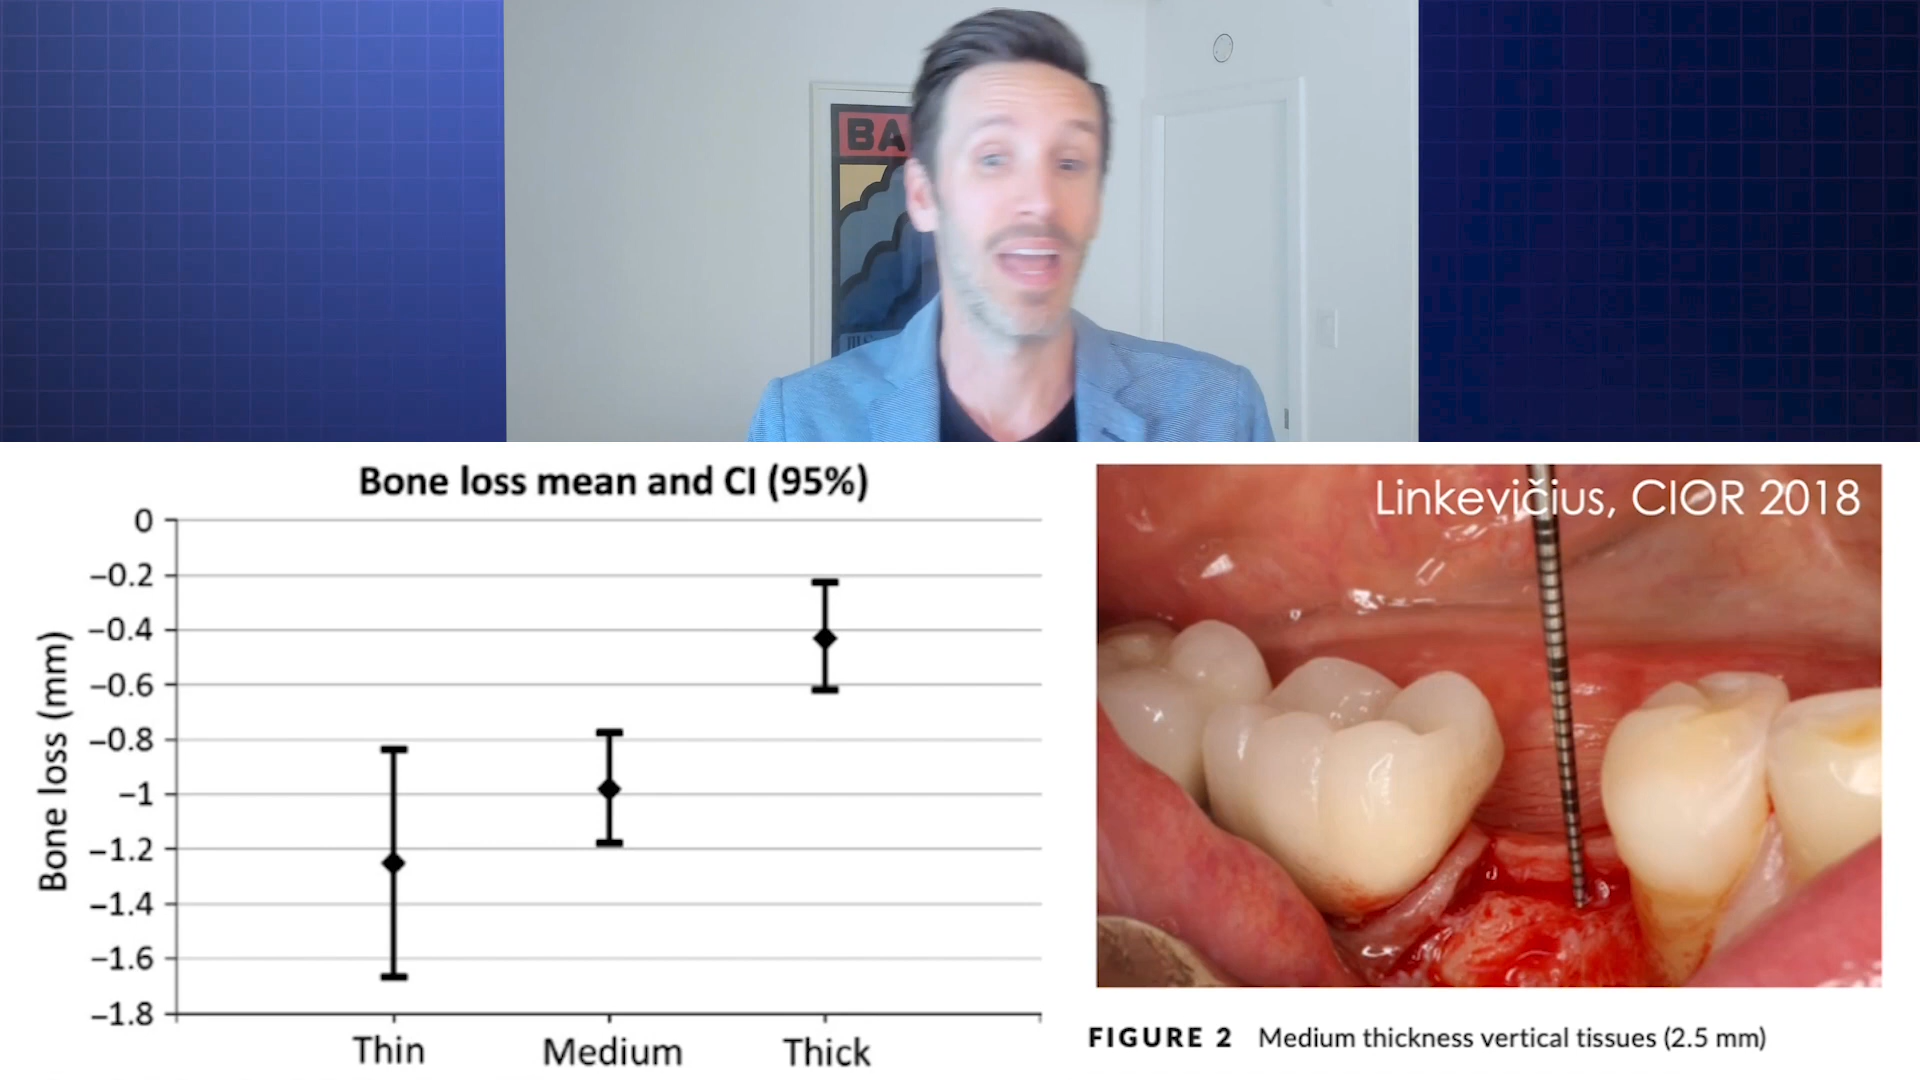 BA
Bone loss mean and CI (95%)
0
−0.2
−0.4
−0.6
−0.8
−1
−1.2
−1.4
−1.6
−1.8
Bone loss (mm)
Thin Medium Thick
Linkevičius, CIOR 2018
FIGURE 2 Medium thickness vertical tissues (2.5 mm)